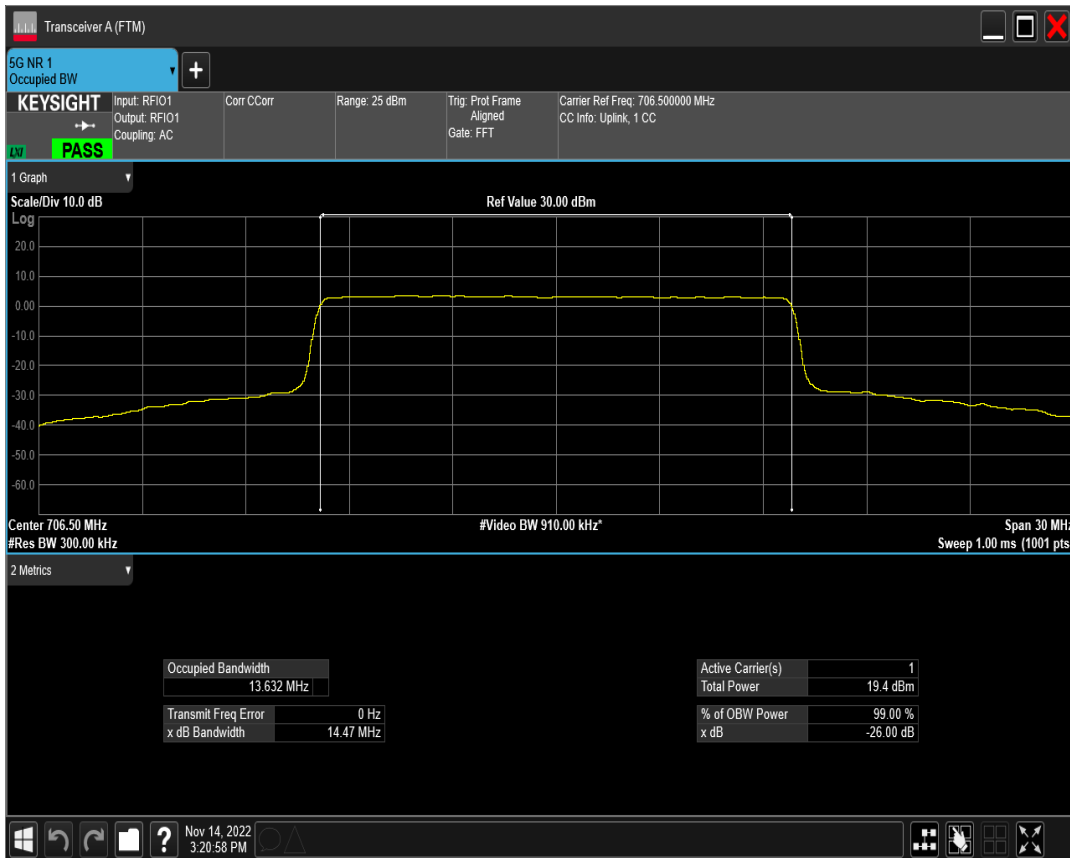 Transceiver A (FTM)
5G NR 1
Occupied BW
+
KEYSIGHT
LXI
PASS
Input: RFIO1
Output: RFIO1
Coupling: AC
Corr CCorr
Range: 25 dBm
Trig: Prot Frame
Aligned
Gate: FFT
Carrier Ref Freq: 706.500000 MHz
CC Info: Uplink, 1 CC
1 Graph
Scale/Div 10.0 dB
Ref Value 30.00 dBm
Log
20.0
10.0
0.00
-10.0
-20.0
-30.0
-40.0
-50.0
-60.0
Center 706.50 MHz
#Video BW 910.00 kHz*
Span 30 MHz
#Res BW 300.00 kHz
Sweep 1.00 ms (1001 pts
2 Metrics
Occupied Bandwidth
13.632 MHz
Transmit Freq Error 0 Hz
x dB Bandwidth 14.47 MHz
Active Carrier(s) 1
Total Power 19.4 dBm
% of OBW Power 99.00 %
x dB -26.00 dB
?
Nov 14, 2022
3:20:58 PM